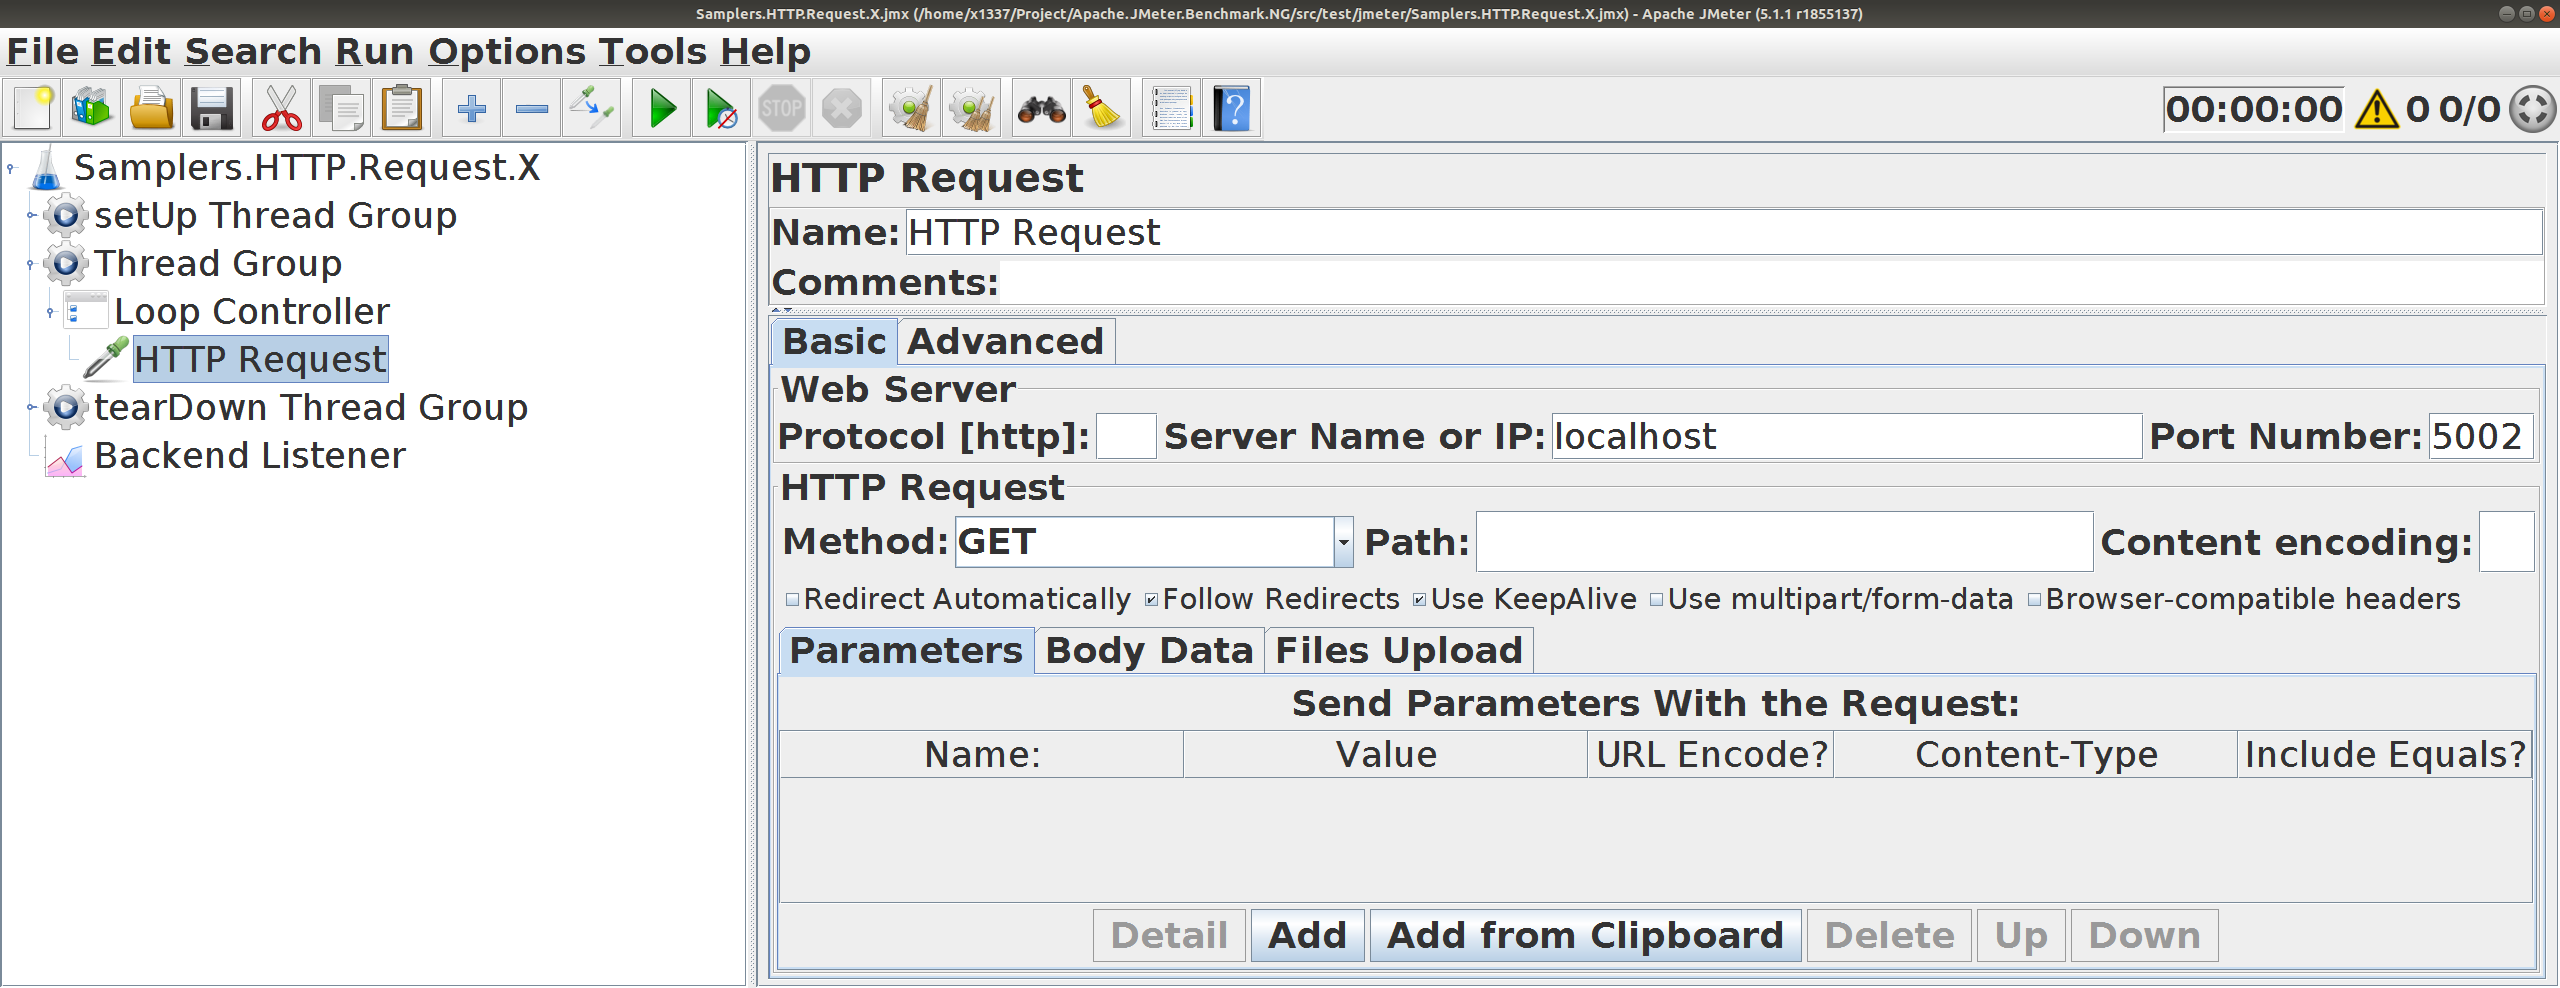 Samplers.HTTP.Request.X.jmx (/home/x1337/Project/Apache.JMeter.Benchmark.NG/src/test/jmeter/Samplers.HTTP.Request.X.jmx) - Apache JMeter (5.1.1 r1855137)
File Edit Search Run Options Tools Help
STOP ? 00:00:00 0 0/0
Samplers.HTTP.Request.X
setUp Thread Group
Thread Group
Loop Controller
HTTP Request
tearDown Thread Group
Backend Listener
HTTP Request
Name: HTTP Request
Comments:
Basic Advanced
Web Server
Protocol [http]: Server Name or IP: localhost Port Number: 5002
HTTP Request
Method: GET Path: Content encoding:
Redirect Automatically Follow Redirects Use KeepAlive Use multipart/form-data Browser-compatible headers
Parameters Body Data Files Upload
Send Parameters With the Request:
Name: Value URL Encode? Content-Type Include Equals?
Detail Add Add from Clipboard Delete Up Down